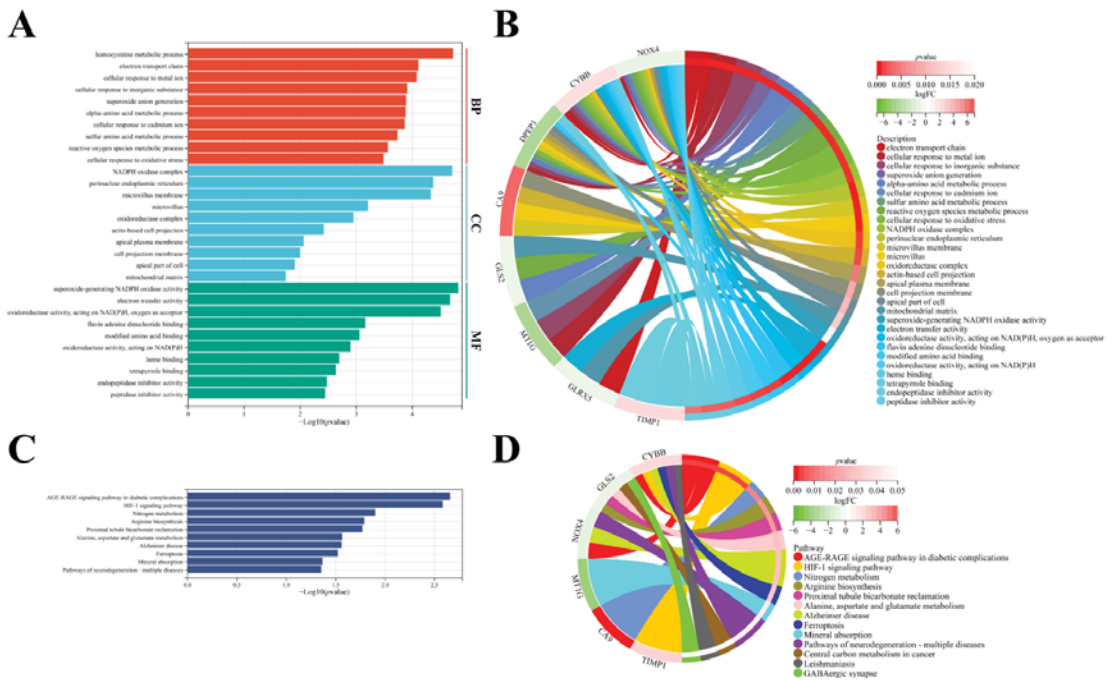 A
homocysteine metabolic process
electron transport chain
cellular response to metal ion
cellular response to inorganic substance
superoxide anion generation
alpha-amino acid metabolic process
cellular response to cadmium ion
sulfur amino acid metabolic process
reactive oxygen species metabolic process
cellular response to oxidative stress
NADPH oxidase complex
perinuclear endoplasmic reticulum
microvillus membrane
microvillus
oxidoreductase complex
actin-based cell projection
apical plasma membrane
cell projection membrane
apical part of cell
mitochondrial matrix
superoxide-generating NADPH oxidase activity
electron transfer activity
oxidoreductase activity, acting on NAD(P)H, oxygen as acceptor
flavin adenine dinucleotide binding
modified amino acid binding
oxidoreductase activity, acting on NAD(P)H
heme binding
tetrapyrrole binding
endopeptidase inhibitor activity
peptidase inhibitor activity
BP
CC
MF
0 1 2 3 4
−Log10(pvalue)
B
NOX4
CYBB
DPEP1
CA9
GLS2
MT1G
GLRX5
TIMP1
pvalue
0.000 0.005 0.010 0.015 0.020
logFC
−6 −4 −2 0 2 4 6
Description
electron transport chain
cellular response to metal ion
cellular response to inorganic substance
superoxide anion generation
alpha-amino acid metabolic process
cellular response to cadmium ion
sulfur amino acid metabolic process
reactive oxygen species metabolic process
cellular response to oxidative stress
NADPH oxidase complex
perinuclear endoplasmic reticulum
microvillus membrane
microvillus
oxidoreductase complex
actin-based cell projection
apical plasma membrane
cell projection membrane
apical part of cell
mitochondrial matrix
superoxide-generating NADPH oxidase activity
electron transfer activity
oxidoreductase activity, acting on NAD(P)H, oxygen as acceptor
flavin adenine dinucleotide binding
modified amino acid binding
oxidoreductase activity, acting on NAD(P)H
heme binding
tetrapyrrole binding
endopeptidase inhibitor activity
peptidase inhibitor activity
C
AGE-RAGE signaling pathway in diabetic complications
HIF-1 signaling pathway
Nitrogen metabolism
Arginine biosynthesis
Proximal tubule bicarbonate reclamation
Alanine, aspartate and glutamate metabolism
Alzheimer disease
Ferroptosis
Mineral absorption
Pathways of neurodegeneration - multiple diseases
0.0 0.5 1.0 1.5 2.0 2.5
−Log10(pvalue)
D
CYBB
GLS2
NOX4
MT1G
CA9
TIMP1
pvalue
0.00 0.01 0.02 0.03 0.04 0.05
logFC
−6 −4 −2 0 2 4 6
Pathway
AGE-RAGE signaling pathway in diabetic complications
HIF-1 signaling pathway
Nitrogen metabolism
Arginine biosynthesis
Proximal tubule bicarbonate reclamation
Alanine, aspartate and glutamate metabolism
Alzheimer disease
Ferroptosis
Mineral absorption
Pathways of neurodegeneration - multiple diseases
Central carbon metabolism in cancer
Leishmaniasis
GABAergic synapse